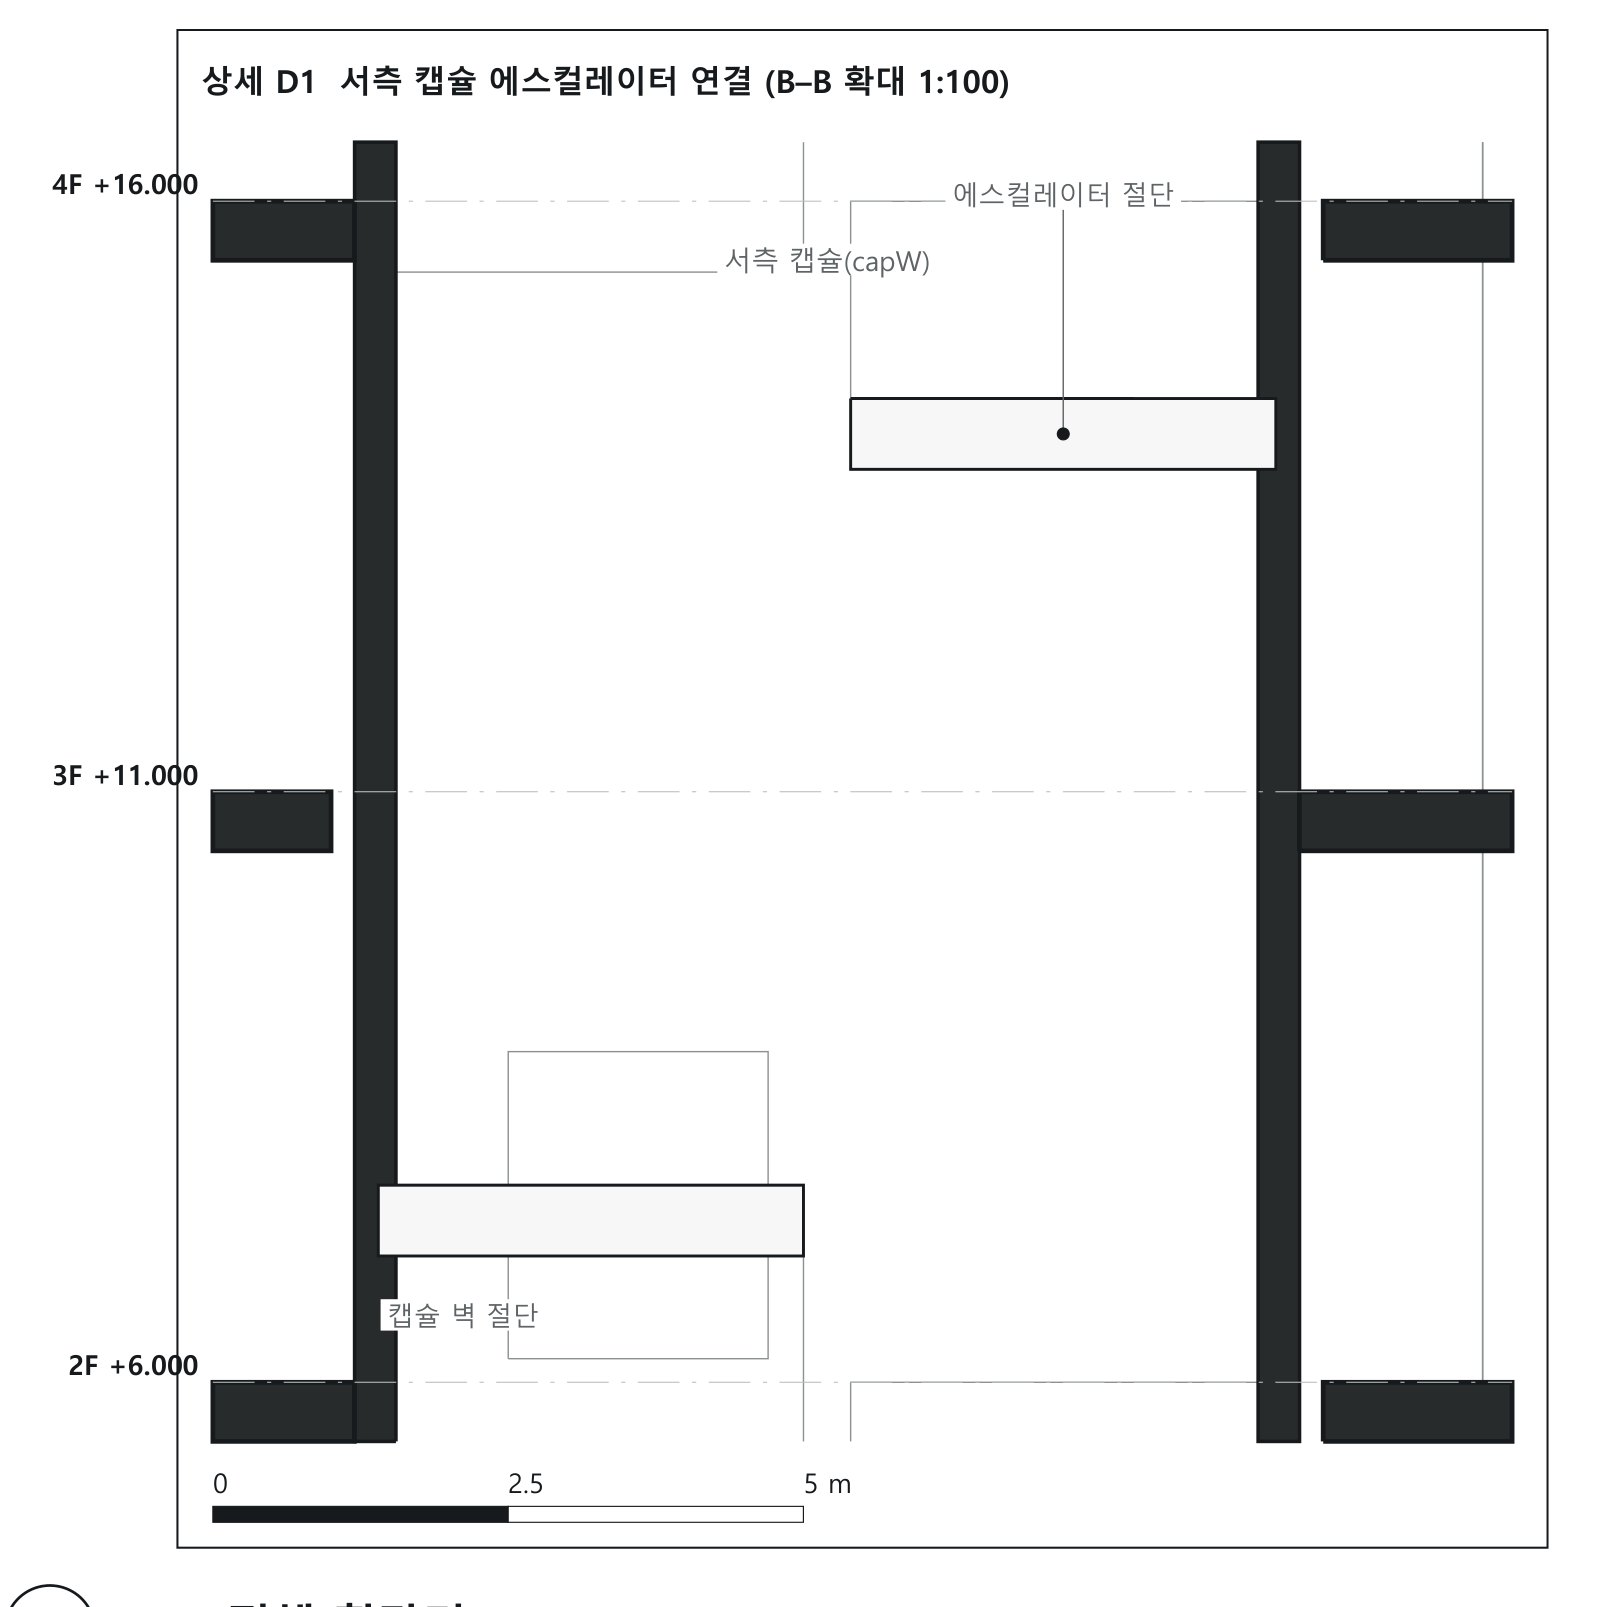 상세 D1 서측 캡슐 에스컬레이터 연결 (B–B 확대 1:100)
4F +16.000
에스컬레이터 절단
서측 캡슐(capW)
3F +11.000
캡슐 벽 절단
2F +6.000
0 2.5 5 m